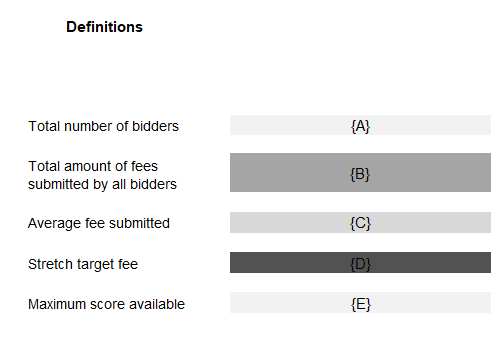 Definitions
Total number of bidders {A}
Total amount of fees
submitted by all bidders {B}
Average fee submitted {C}
Stretch target fee {D}
Maximum score available {E}